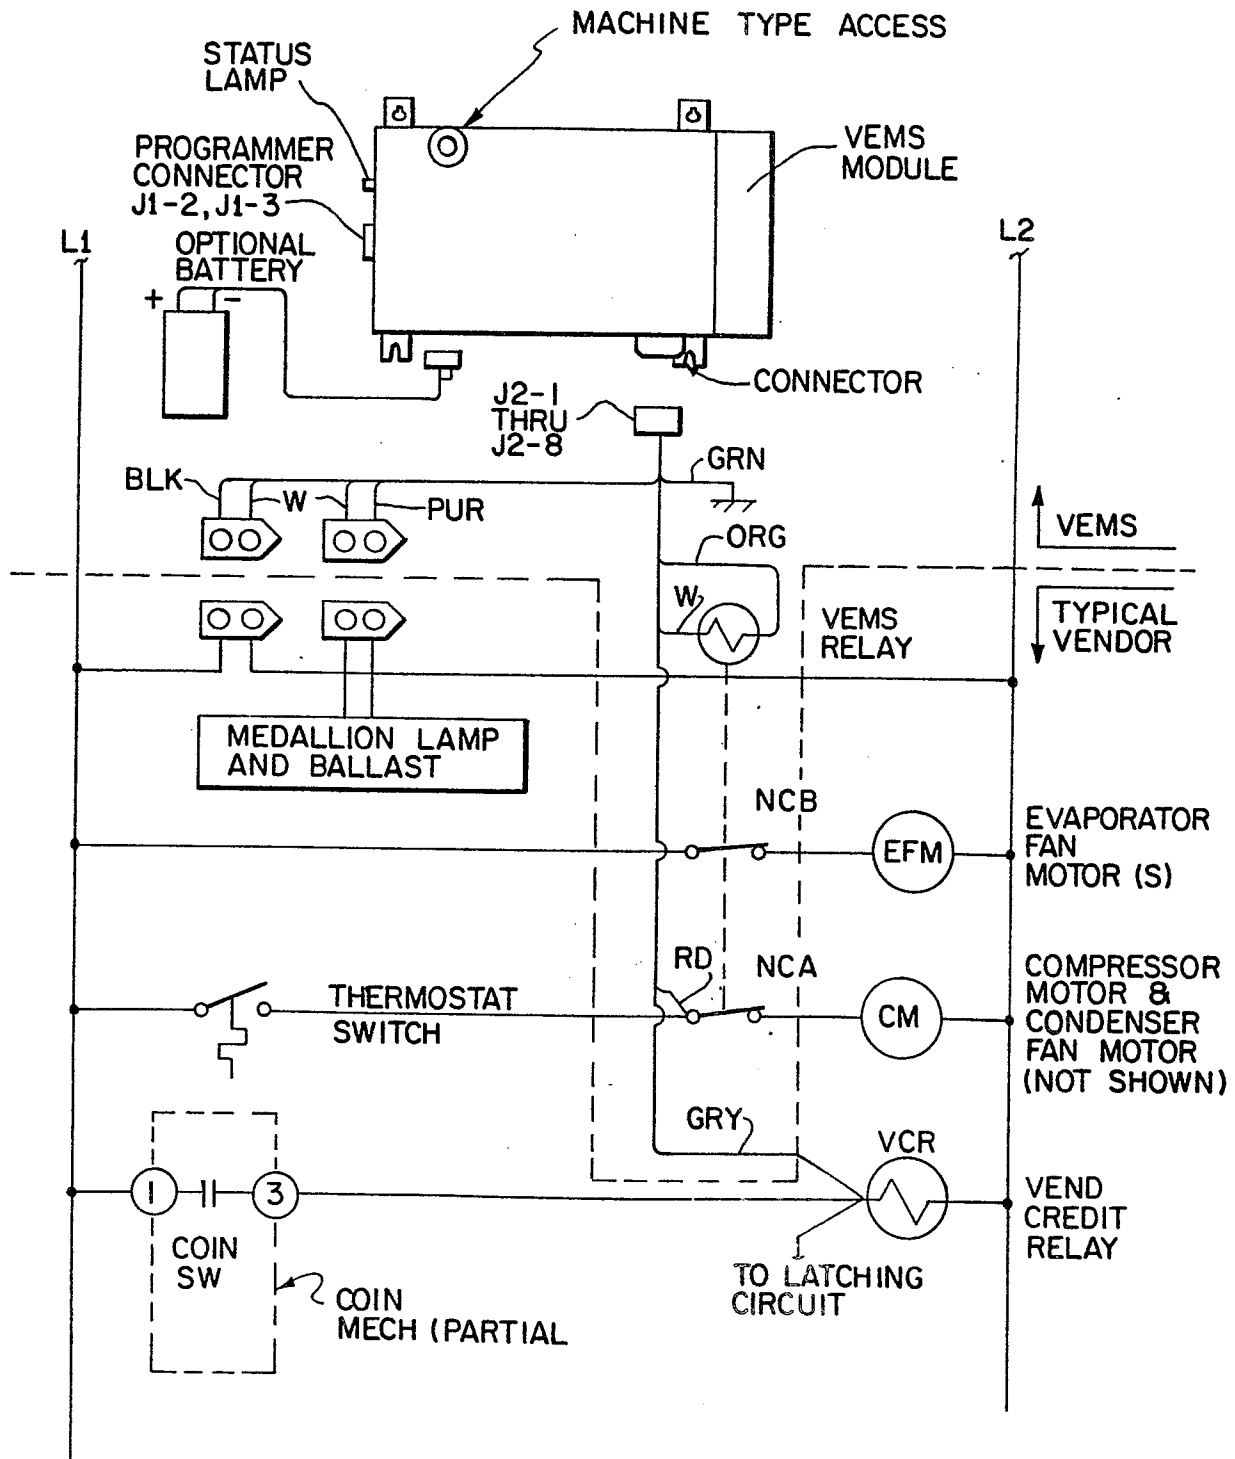 MACHINE TYPE ACCESS
STATUS
LAMP
PROGRAMMER
CONNECTOR
J1-2, J1-3
VEMS
MODULE
L1
OPTIONAL
BATTERY
+ -
L2
CONNECTOR
J2-1
THRU
J2-8
GRN
BLK
W
PUR
ORG
VEMS
W
VEMS
RELAY
TYPICAL
VENDOR
MEDALLION LAMP
AND BALLAST
NCB
EFM
EVAPORATOR
FAN
MOTOR (S)
RD
NCA
THERMOSTAT
SWITCH
CM
COMPRESSOR
MOTOR &
CONDENSER
FAN MOTOR
(NOT SHOWN)
GRY
VCR
1
3
COIN
SW
VEND
CREDIT
RELAY
TO LATCHING
CIRCUIT
COIN
MECH (PARTIAL